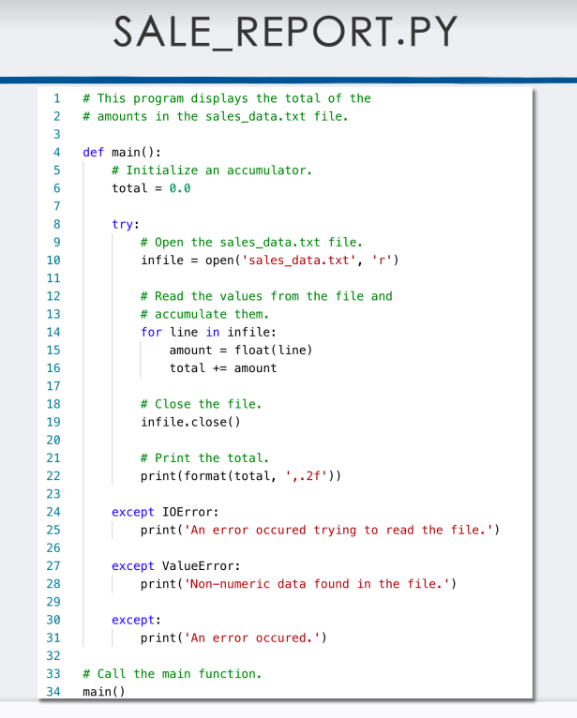 SALE_REPORT.PY
1 # This program displays the total of the
2 # amounts in the sales_data.txt file.
3
4 def main():
5     # Initialize an accumulator.
6     total = 0.0
7
8     try:
9         # Open the sales_data.txt file.
10         infile = open('sales_data.txt', 'r')
11
12         # Read the values from the file and
13         # accumulate them.
14         for line in infile:
15             amount = float(line)
16             total += amount
17
18         # Close the file.
19         infile.close()
20
21         # Print the total.
22         print(format(total, ',.2f'))
23
24     except IOError:
25         print('An error occured trying to read the file.')
26
27     except ValueError:
28         print('Non-numeric data found in the file.')
29
30     except:
31         print('An error occured.')
32
33 # Call the main function.
34 main()